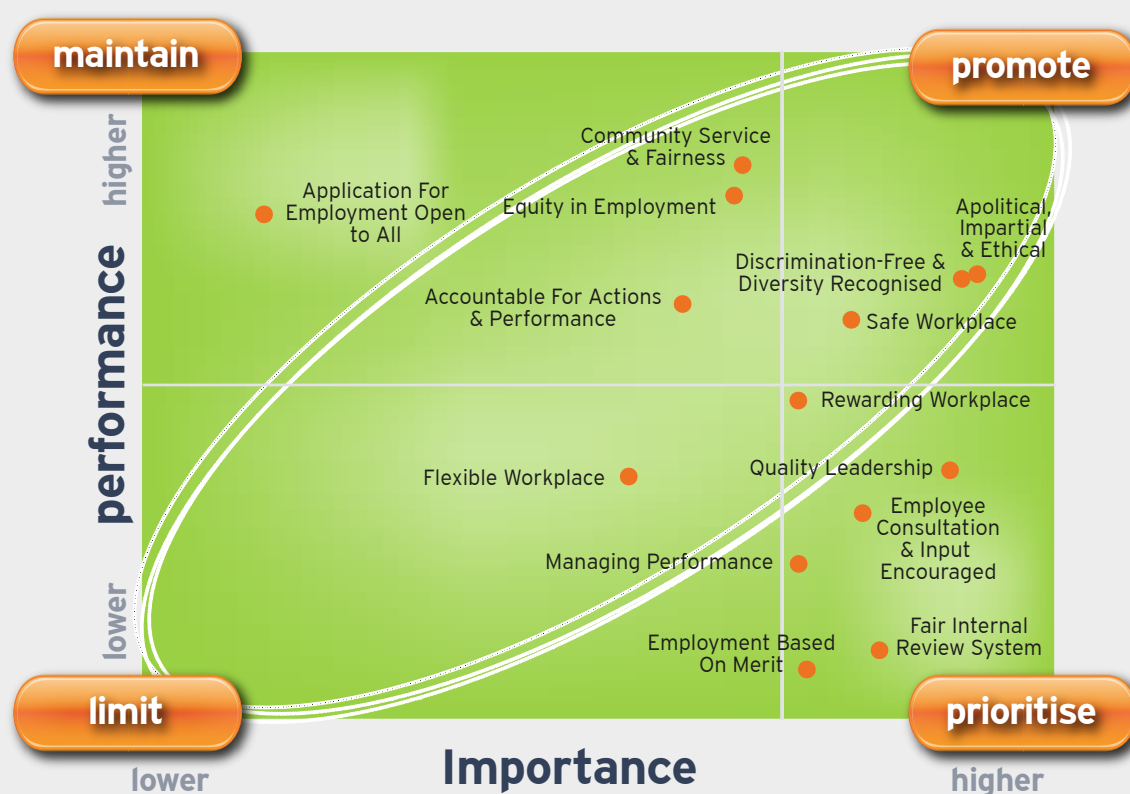 maintain
promote
higher
Community Service
& Fairness
Application For
Employment Open
to All
Equity in Employment
Apolitical,
Impartial
& Ethical
Discrimination-Free &
Diversity Recognised
Accountable For Actions
& Performance
Safe Workplace
performance
Rewarding Workplace
Flexible Workplace
Quality Leadership
Employee
Consultation
& Input
Encouraged
Managing Performance
lower
Employment Based
On Merit
Fair Internal
Review System
limit
prioritise
lower
Importance
higher